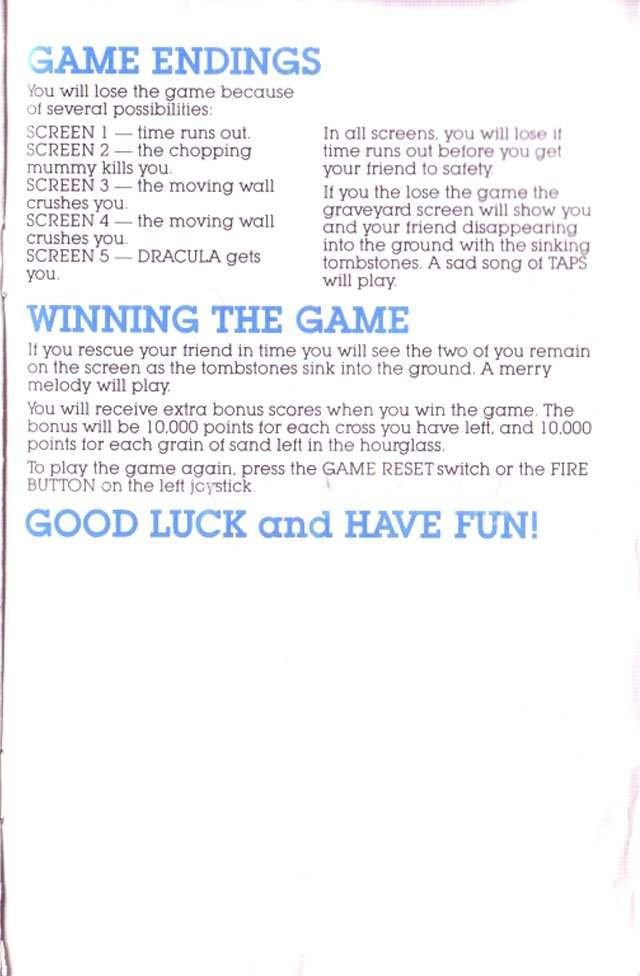 GAME ENDINGS
You will lose the game because
of several possibilities:
SCREEN 1 — time runs out.
SCREEN 2 — the chopping
mummy kills you.
SCREEN 3 — the moving wall
crushes you.
SCREEN 4 — the moving wall
crushes you.
SCREEN 5 — DRACULA gets
you.
In all screens, you will lose if
time runs out before you get
your friend to safety.
If you the lose the game the
graveyard screen will show you
and your friend disappearing
into the ground with the sinking
tombstones. A sad song of TAPS
will play.
WINNING THE GAME
If you rescue your friend in time you will see the two of you remain
on the screen as the tombstones sink into the ground. A merry
melody will play.
You will receive extra bonus scores when you win the game. The
bonus will be 10,000 points for each cross you have left, and 10,000
points for each grain of sand left in the hourglass.
To play the game again, press the GAME RESET switch or the FIRE
BUTTON on the left joystick.
GOOD LUCK and HAVE FUN!